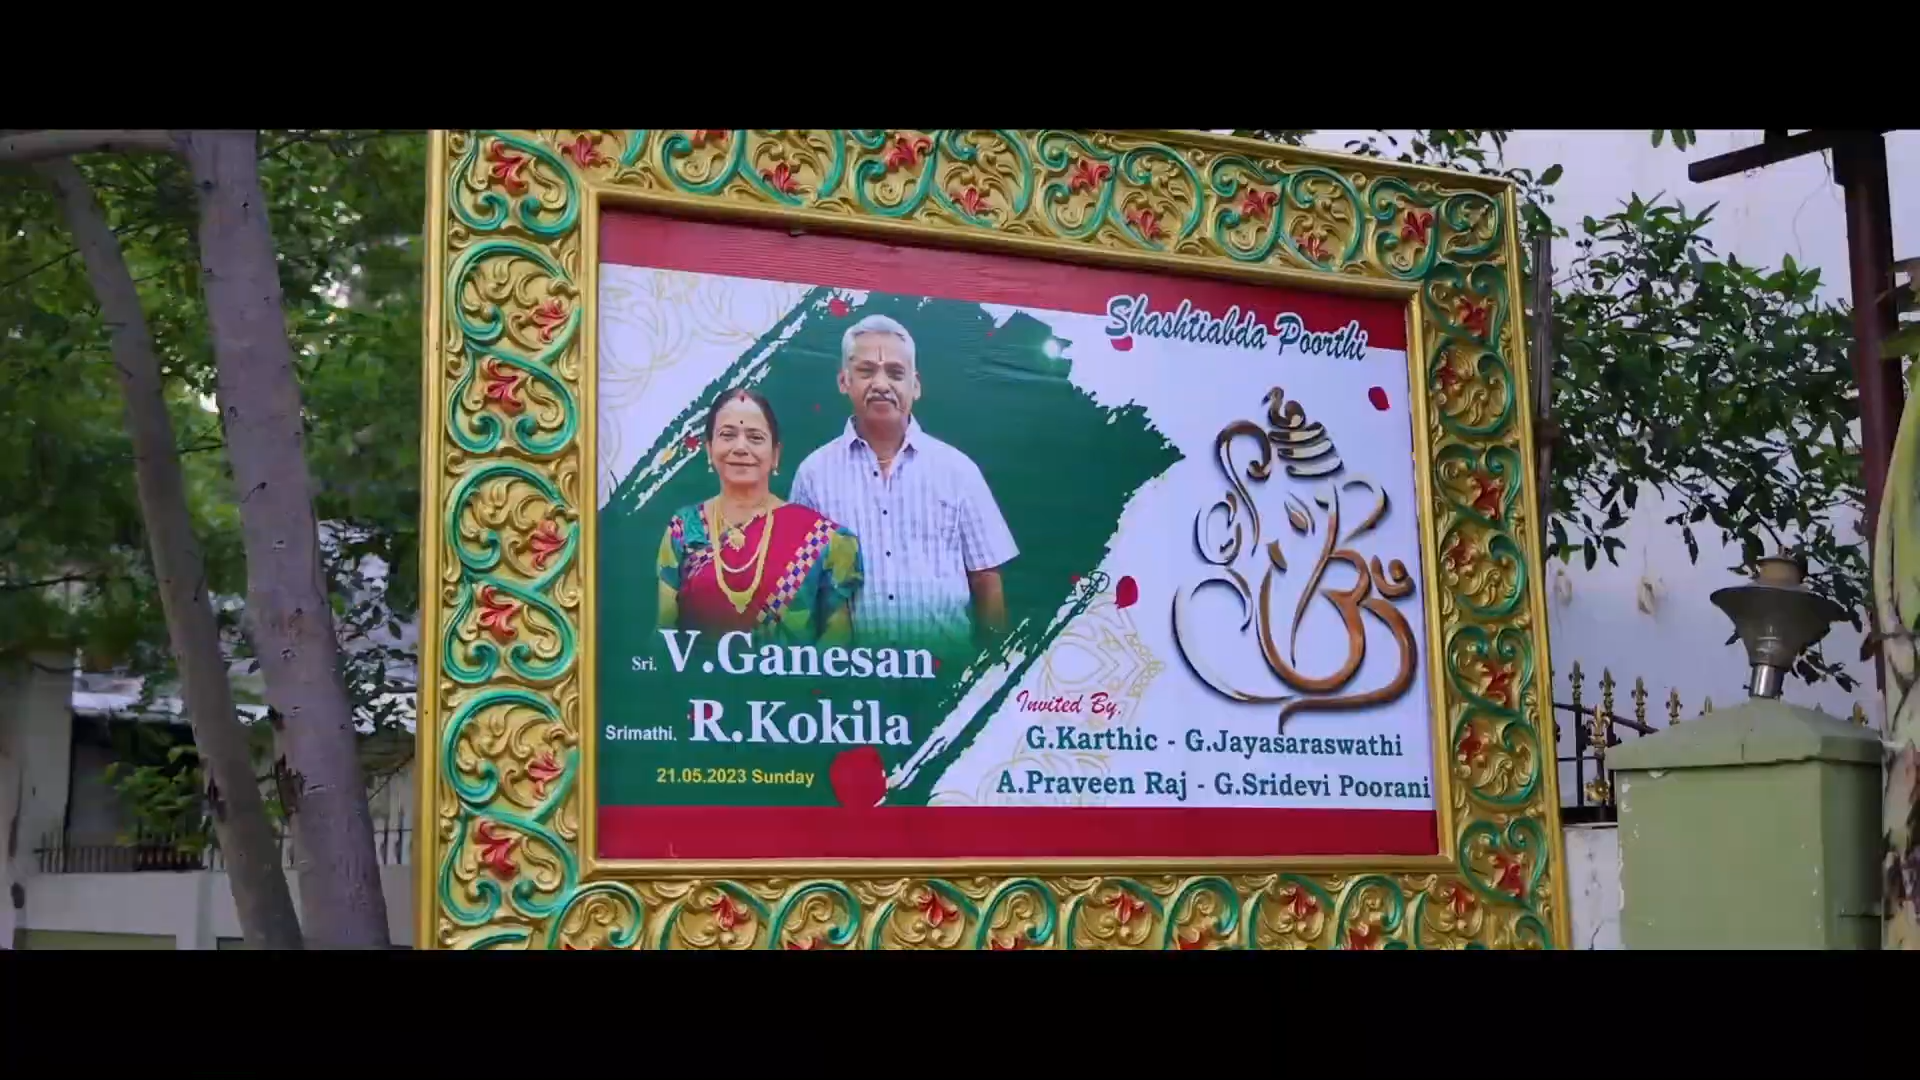 Shashtiabda Poorthi
Sri. V.Ganesan
Srimathi. R.Kokila
21.05.2023 Sunday
Invited By,
G.Karthic - G.Jayasaraswathi
A.Praveen Raj - G.Sridevi Poorani